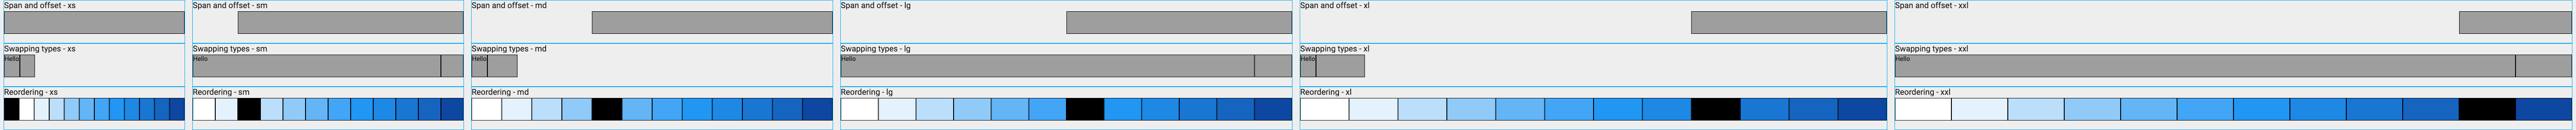 Span and offset - xs
Span and offset - sm
Span and offset - md
Span and offset - lg
Span and offset - xl
Span and offset - xxl
Swapping types - xs
Swapping types - sm
Swapping types - md
Swapping types - lg
Swapping types - xl
Swapping types - xxl
Hello
Hello
Hello
Hello
Hello
Hello
Reordering - xs
Reordering - sm
Reordering - md
Reordering - lg
Reordering - xl
Reordering - xxl